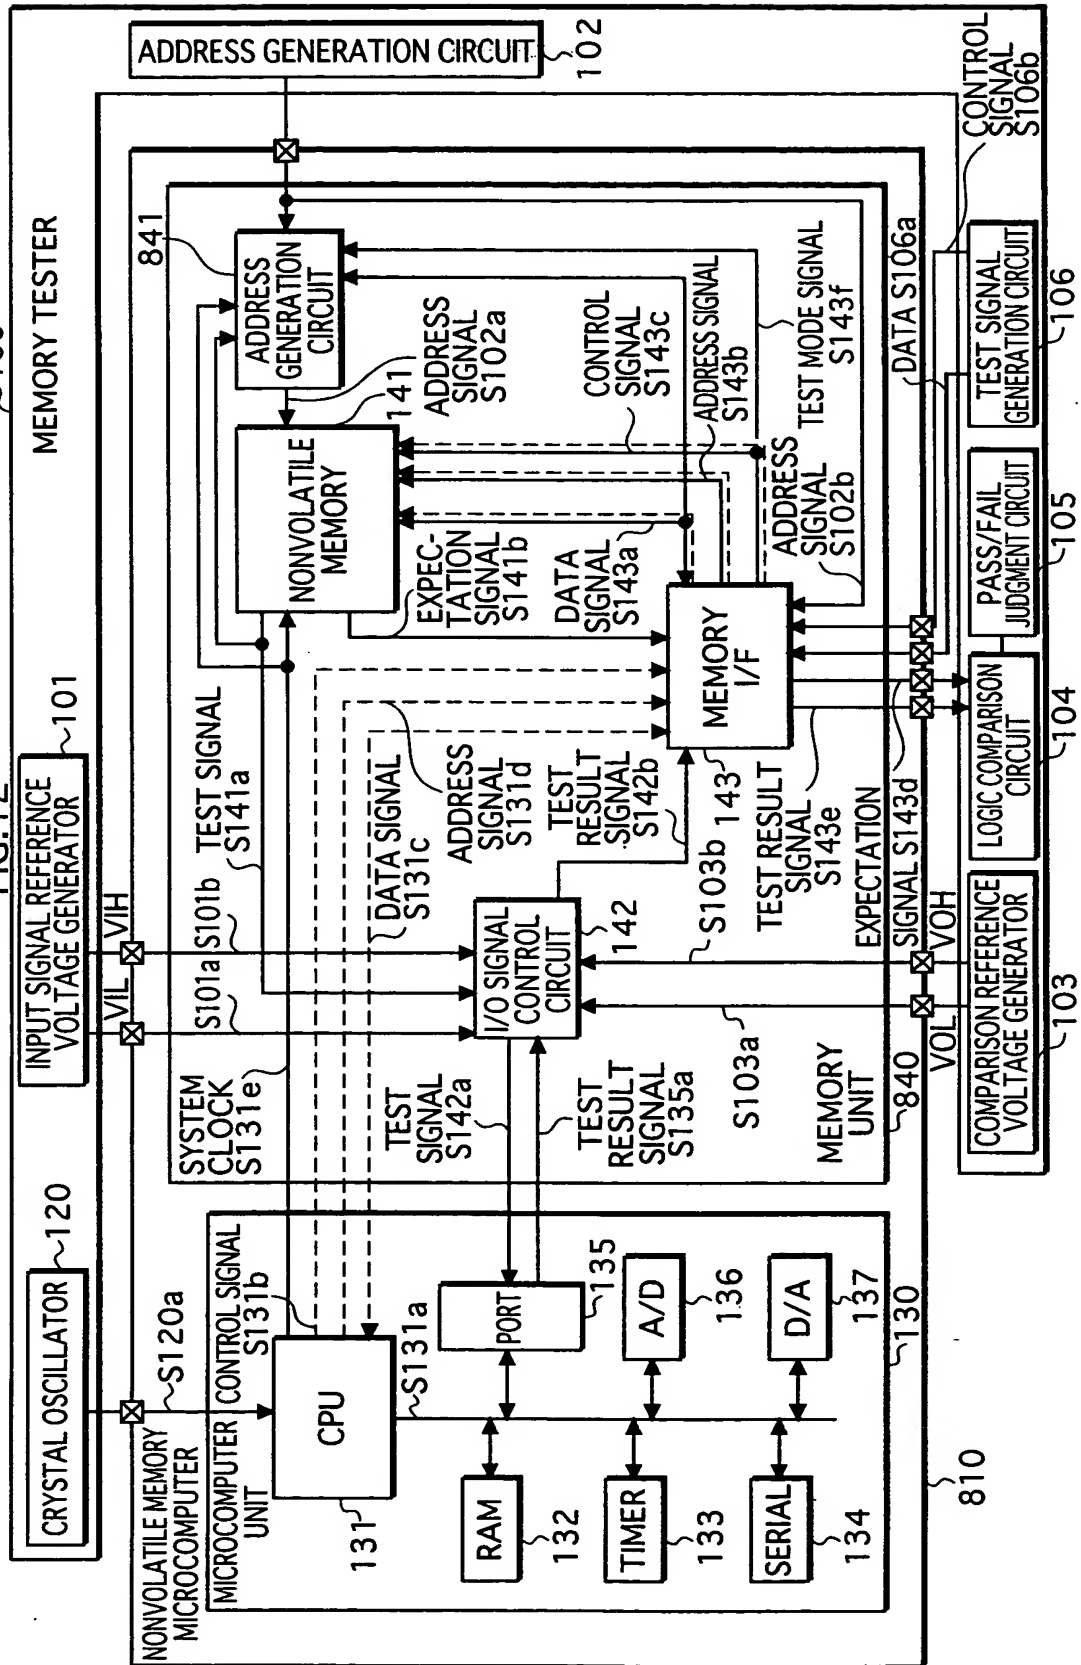 FIG.12
MEMORY TESTER
CRYSTAL OSCILLATOR
120
INPUT SIGNAL REFERENCE
VOLTAGE GENERATOR
101
ADDRESS GENERATION CIRCUIT
102
S120a
VIL
VIH
S101a
S101b
NONVOLATILE MEMORY
MICROCOMPUTER
MICROCOMPUTER
UNIT
CONTROL SIGNAL
S131b
SYSTEM
CLOCK
S131e
TEST SIGNAL
S141a
841
ADDRESS
GENERATION
CIRCUIT
ADDRESS
SIGNAL
S102a
141
NONVOLATILE
MEMORY
CPU
131
S131a
DATA SIGNAL
S131c
ADDRESS
SIGNAL
S131d
EXPEC-
TATION
SIGNAL
S141b
DATA
SIGNAL
S143a
CONTROL
SIGNAL
S143c
ADDRESS SIGNAL
S143b
TEST MODE SIGNAL
S143f
ADDRESS
SIGNAL
S102b
TEST
SIGNAL
S142a
I/O SIGNAL
CONTROL
CIRCUIT
142
TEST
RESULT
SIGNAL
S142b
MEMORY
I/F
143
TEST
RESULT
SIGNAL
S135a
S103b
S103a
TEST RESULT
SIGNAL
S143e
EXPECTATION
SIGNAL S143d
DATA S106a
CONTROL
SIGNAL
S106b
PORT
135
RAM
132
TIMER
133
SERIAL
134
A/D
136
D/A
137
130
810
MEMORY
UNIT
840
VOL
VOH
COMPARISON REFERENCE
VOLTAGE GENERATOR
103
LOGIC COMPARISON
CIRCUIT
104
PASS/FAIL
JUDGMENT CIRCUIT
105
TEST SIGNAL
GENERATION CIRCUIT
106